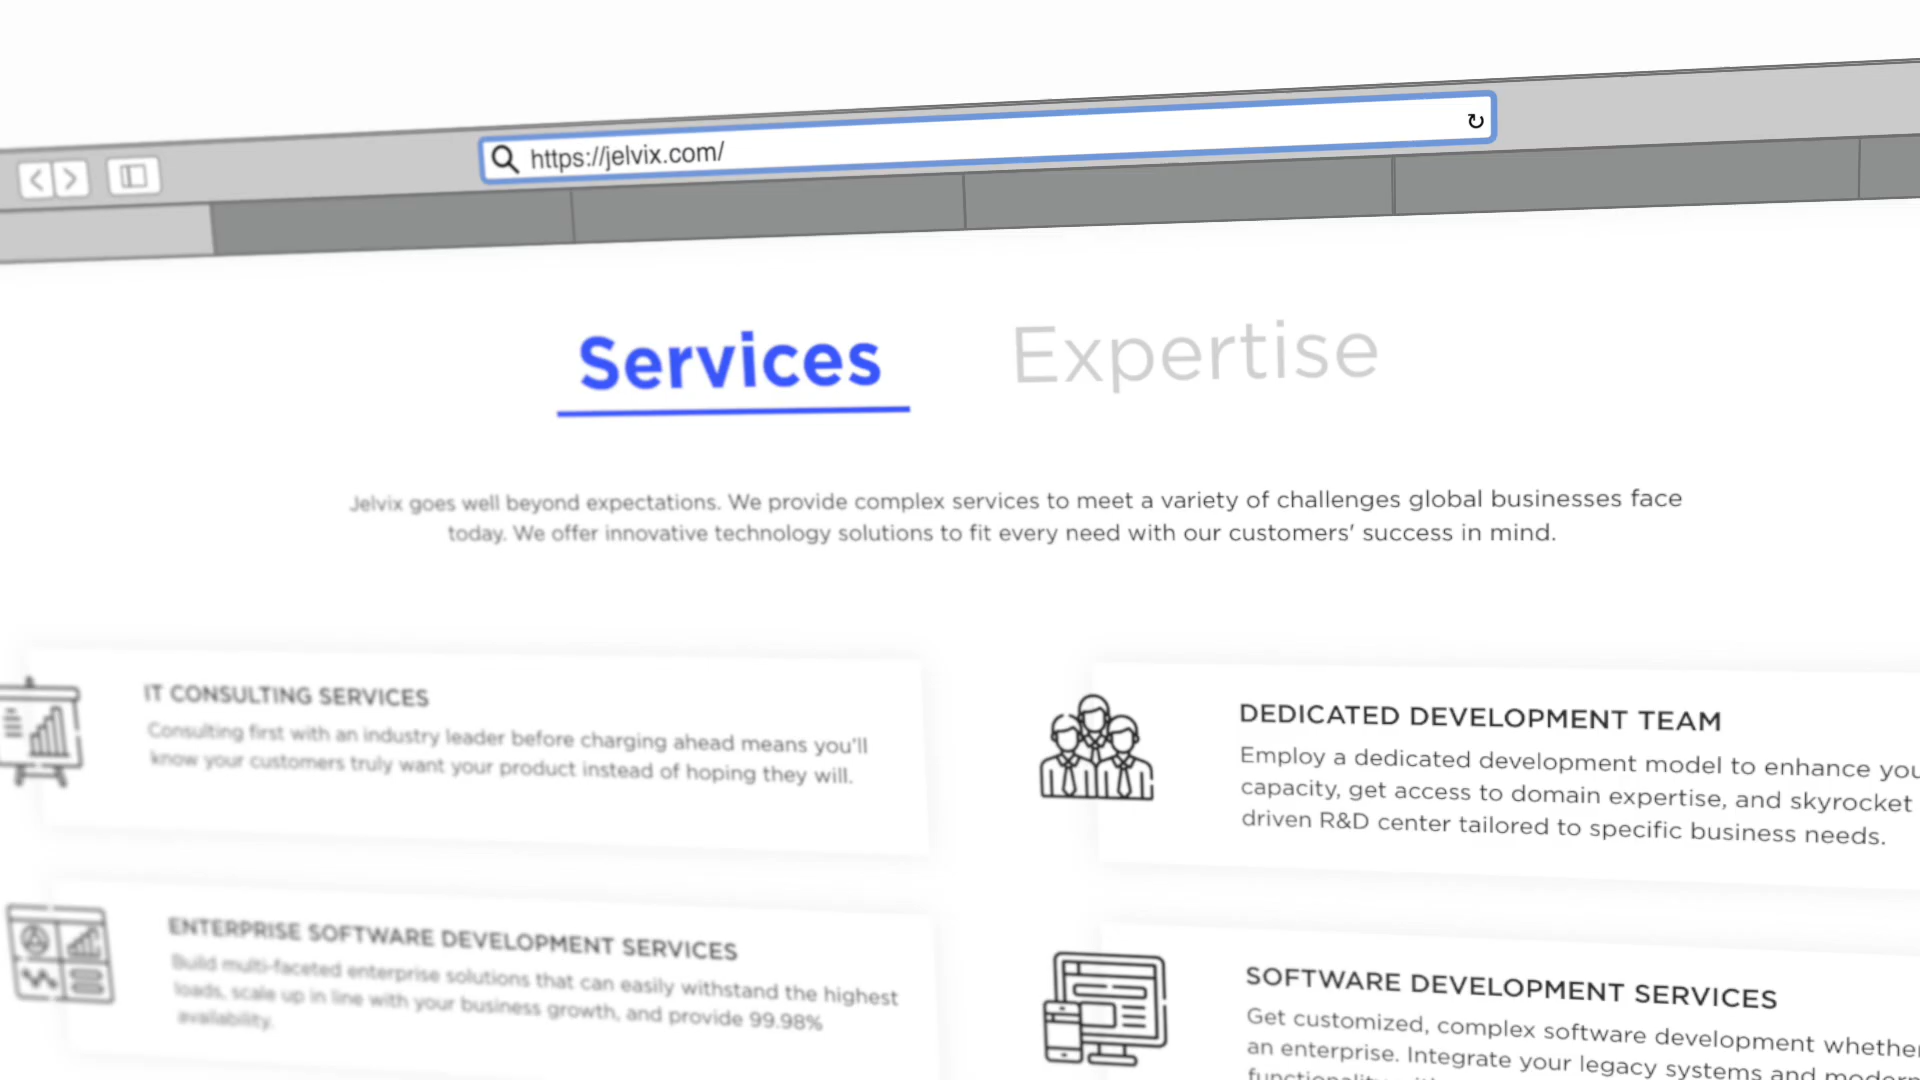 https://jelvix.com/
Services
Expertise
Jelvix goes well beyond expectations. We provide complex services to meet a variety of challenges global businesses face
today. We offer innovative technology solutions to fit every need with our customers' success in mind.
IT CONSULTING SERVICES
Consulting first with an industry leader before charging ahead means you'll
know your customers truly want your product instead of hoping they will.
DEDICATED DEVELOPMENT TEAM
Employ a dedicated development model to enhance you
capacity, get access to domain expertise, and skyrocket
driven R&D center tailored to specific business needs.
ENTERPRISE SOFTWARE DEVELOPMENT SERVICES
Build multi-faceted enterprise solutions that can easily withstand the highest
loads, scale up in line with your business growth, and provide 99.98%
availability.
SOFTWARE DEVELOPMENT SERVICES
Get customized, complex software development whether
an enterprise. Integrate your legacy systems and modern